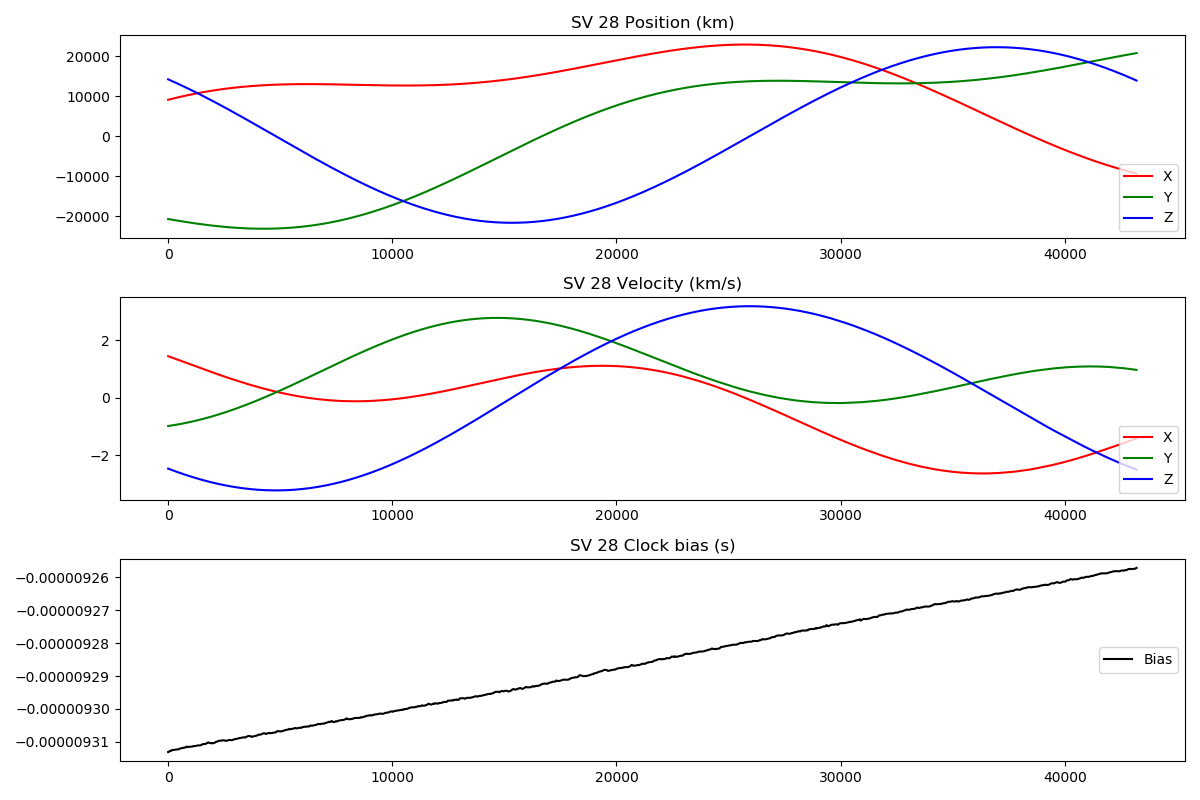 SV 28 Position (km)
20000
10000
0
−10000
−20000
X
Y
Z
0 10000 20000 30000 40000
SV 28 Velocity (km/s)
2
0
−2
X
Y
Z
0 10000 20000 30000 40000
SV 28 Clock bias (s)
−0.00000926
−0.00000927
−0.00000928
−0.00000929
−0.00000930
−0.00000931
Bias
0 10000 20000 30000 40000